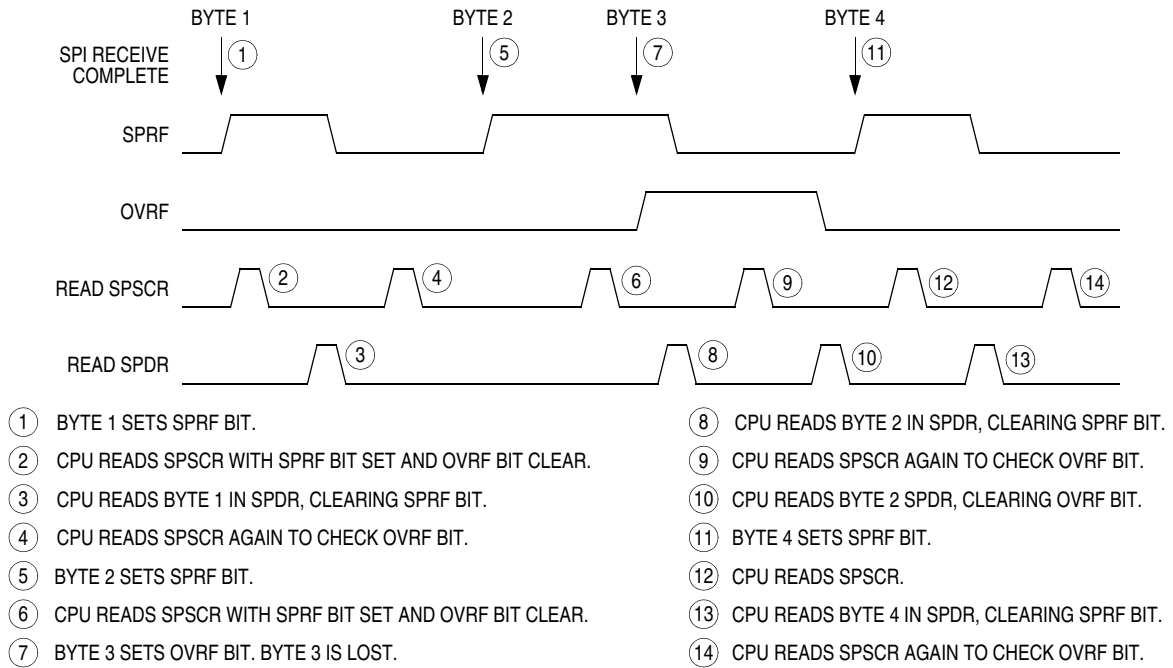 BYTE 1 BYTE 2 BYTE 3 BYTE 4
SPI RECEIVE
COMPLETE
1 5 7 11
SPRF
OVRF
READ SPSCR
2 4 6 9 12 14
READ SPDR
3 8 10 13
1 BYTE 1 SETS SPRF BIT.
2 CPU READS SPSCR WITH SPRF BIT SET AND OVRF BIT CLEAR.
3 CPU READS BYTE 1 IN SPDR, CLEARING SPRF BIT.
4 CPU READS SPSCR AGAIN TO CHECK OVRF BIT.
5 BYTE 2 SETS SPRF BIT.
6 CPU READS SPSCR WITH SPRF BIT SET AND OVRF BIT CLEAR.
7 BYTE 3 SETS OVRF BIT. BYTE 3 IS LOST.
8 CPU READS BYTE 2 IN SPDR, CLEARING SPRF BIT.
9 CPU READS SPSCR AGAIN TO CHECK OVRF BIT.
10 CPU READS BYTE 2 SPDR, CLEARING OVRF BIT.
11 BYTE 4 SETS SPRF BIT.
12 CPU READS SPSCR.
13 CPU READS BYTE 4 IN SPDR, CLEARING SPRF BIT.
14 CPU READS SPSCR AGAIN TO CHECK OVRF BIT.